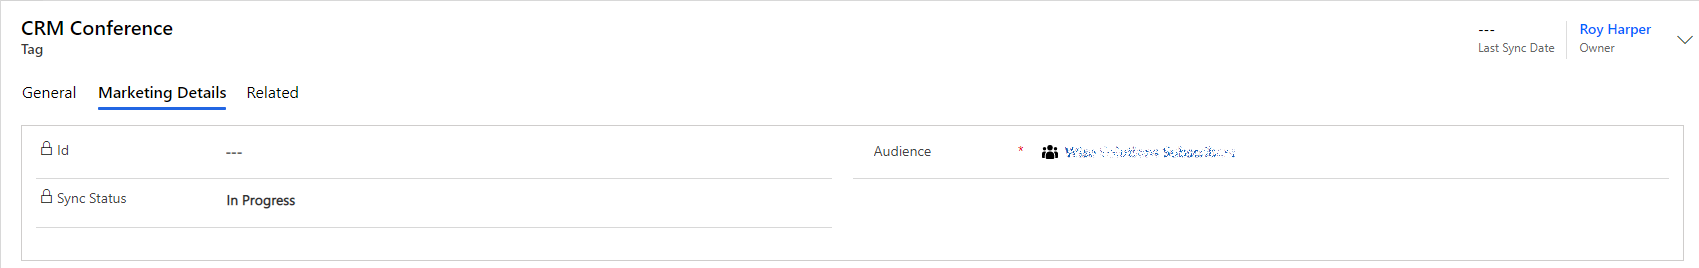 CRM Conference
Tag
---
Last Sync Date
Roy Harper
Owner
General Marketing Details Related
Id ---
Audience *
Sync Status In Progress